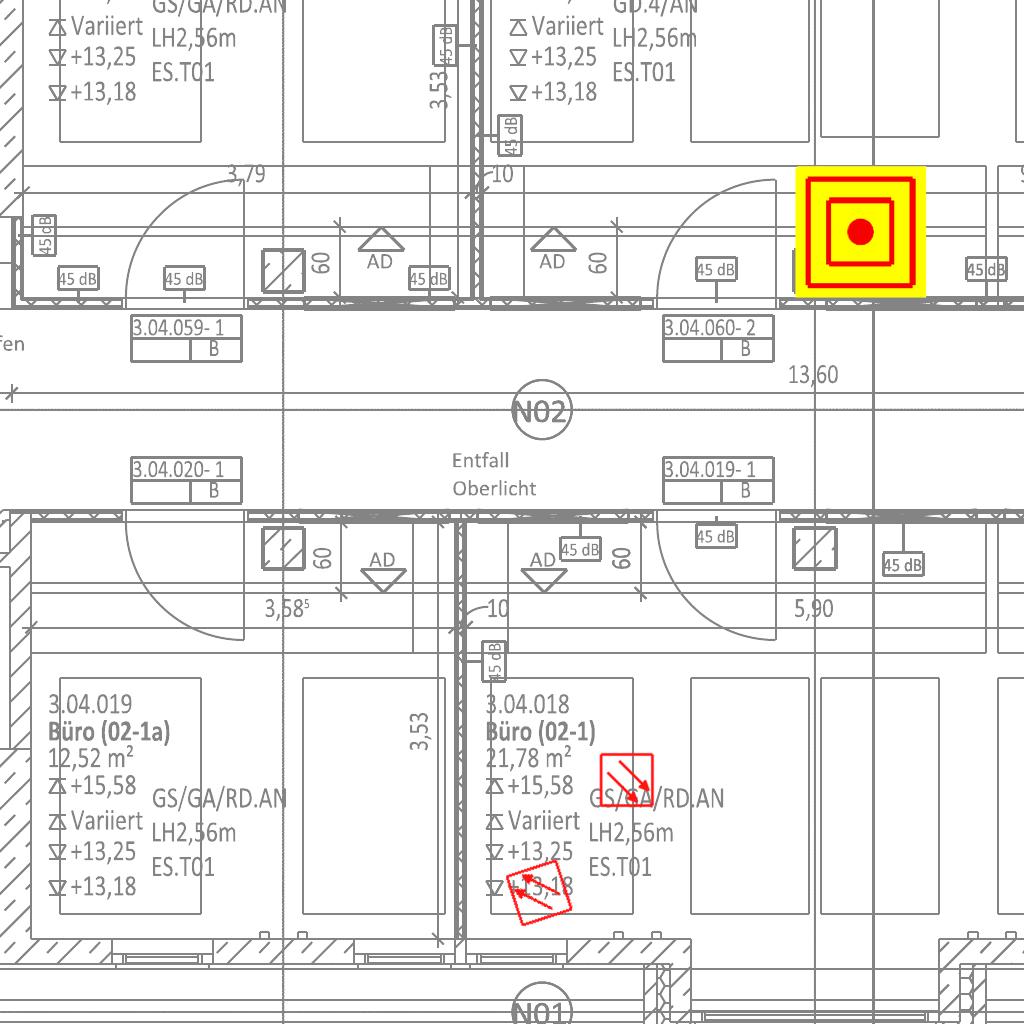 GS/GA/RD.AN
Variiert
LH2,56m
+13,25
ES.T01
+13,18
45 dB
3,53
GD.4/AN
Variiert
LH2,56m
+13,25
ES.T01
+13,18
45 dB
3,79
10
45 dB
60
AD
AD
60
45 dB
45 dB
45 dB
45 dB
45 dB
3.04.059- 1
B
3.04.060- 2
B
13,60
N02
Entfall
Oberlicht
3.04.020- 1
B
3.04.019- 1
B
60
AD
AD
45 dB
60
45 dB
45 dB
3,58⁵
10
5,90
45 dB
3.04.019
Büro (02-1a)
12,52 m²
+15,58
GS/GA/RD.AN
Variiert
LH2,56m
+13,25
ES.T01
+13,18
3,53
3.04.018
Büro (02-1)
21,78 m²
+15,58
GS/GA/RD.AN
Variiert
LH2,56m
+13,25
ES.T01
+13,18
N01